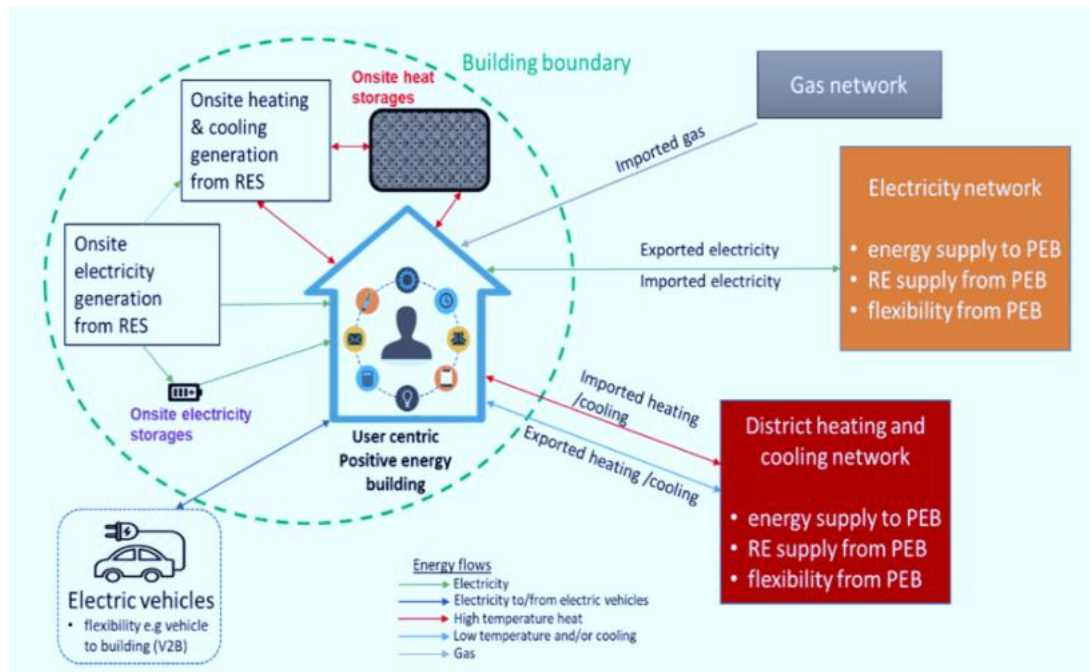 Building boundary
Onsite heat
storages
Onsite heating
& cooling
generation
from RES
Gas network
Imported gas
Electricity network
• energy supply to PEB
• RE supply from PEB
• flexibility from PEB
Exported electricity
Imported electricity
Onsite
electricity
generation
from RES
Onsite electricity
storages
User centric
Positive energy
building
Imported heating
/cooling
Exported heating /cooling
District heating and
cooling network
• energy supply to PEB
• RE supply from PEB
• flexibility from PEB
Electric vehicles
• flexibility e.g vehicle
to building (V2B)
Energy flows
Electricity
Electricity to/from electric vehicles
High temperature heat
Low temperature and/or cooling
Gas